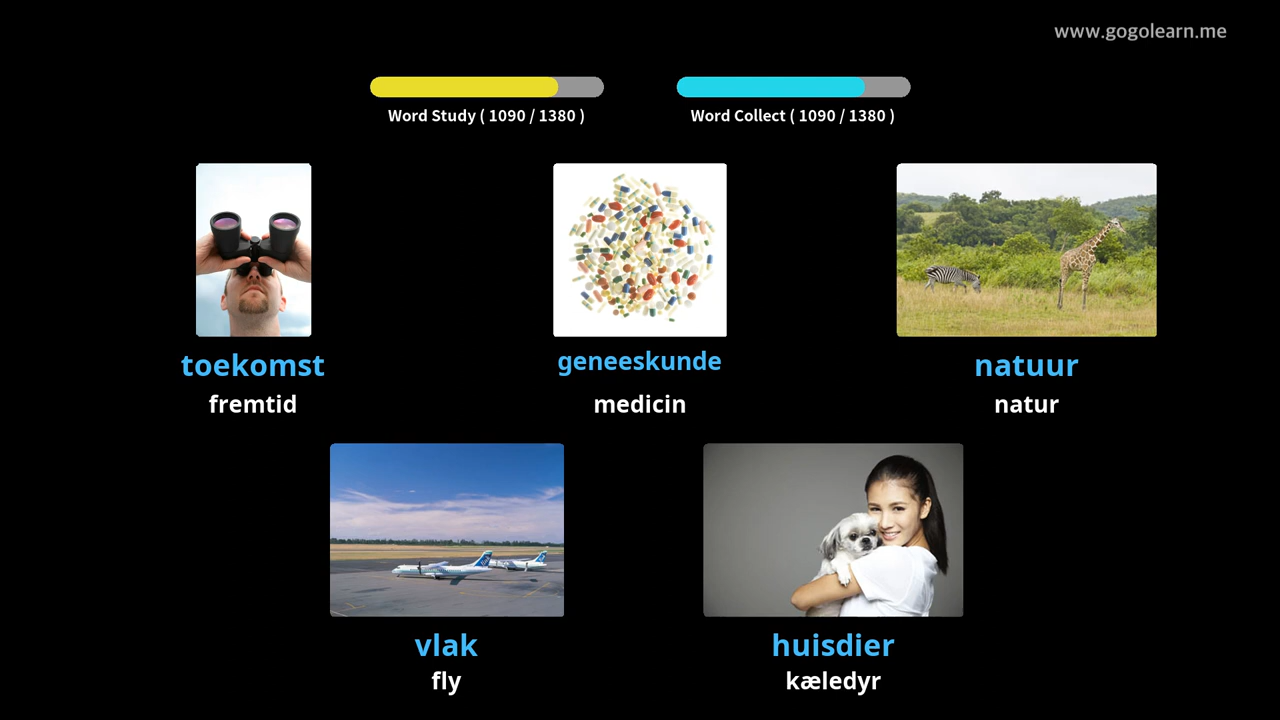 www.gogolearn.me
Word Study ( 1090 / 1380 )
Word Collect ( 1090 / 1380 )
toekomst
fremtid
geneeskunde
medicin
natuur
natur
vlak
fly
huisdier
kæledyr